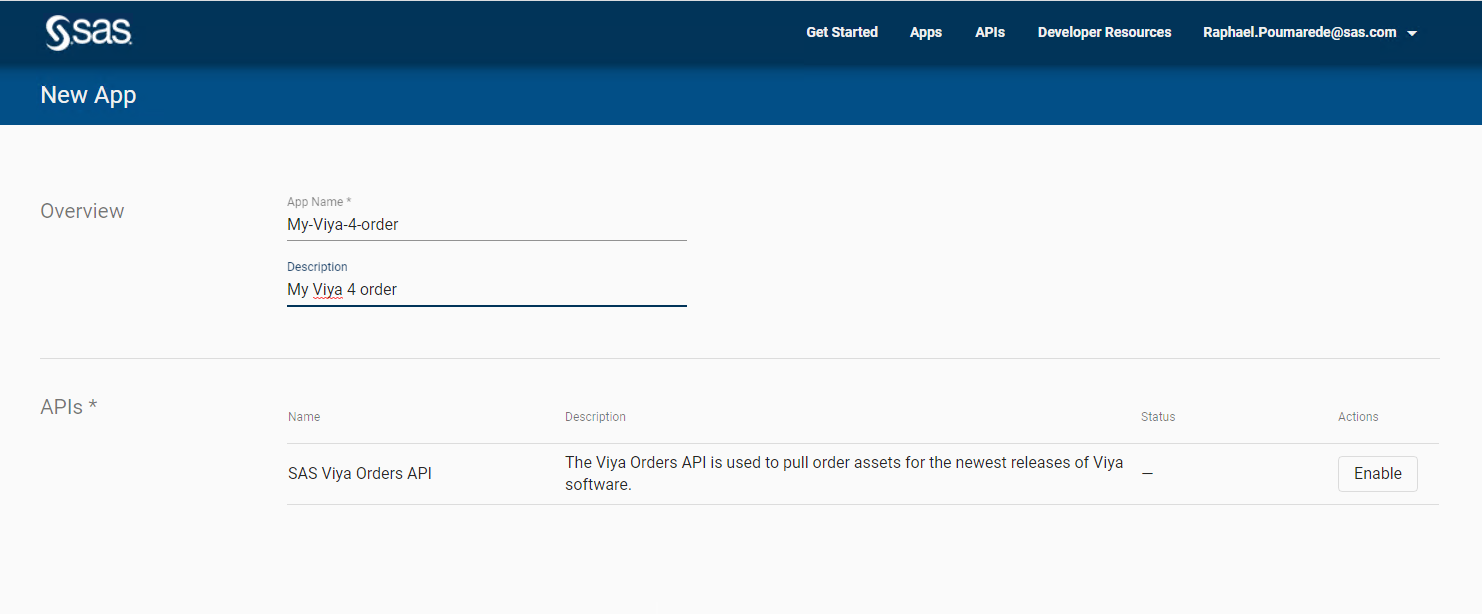 sas
Get Started Apps APIs Developer Resources Raphael.Poumarede@sas.com
New App
Overview
App Name *
My-Viya-4-order
Description
My Viya 4 order
APIs *
Name Description Status Actions
SAS Viya Orders API
The Viya Orders API is used to pull order assets for the newest releases of Viya
software.
—
Enable